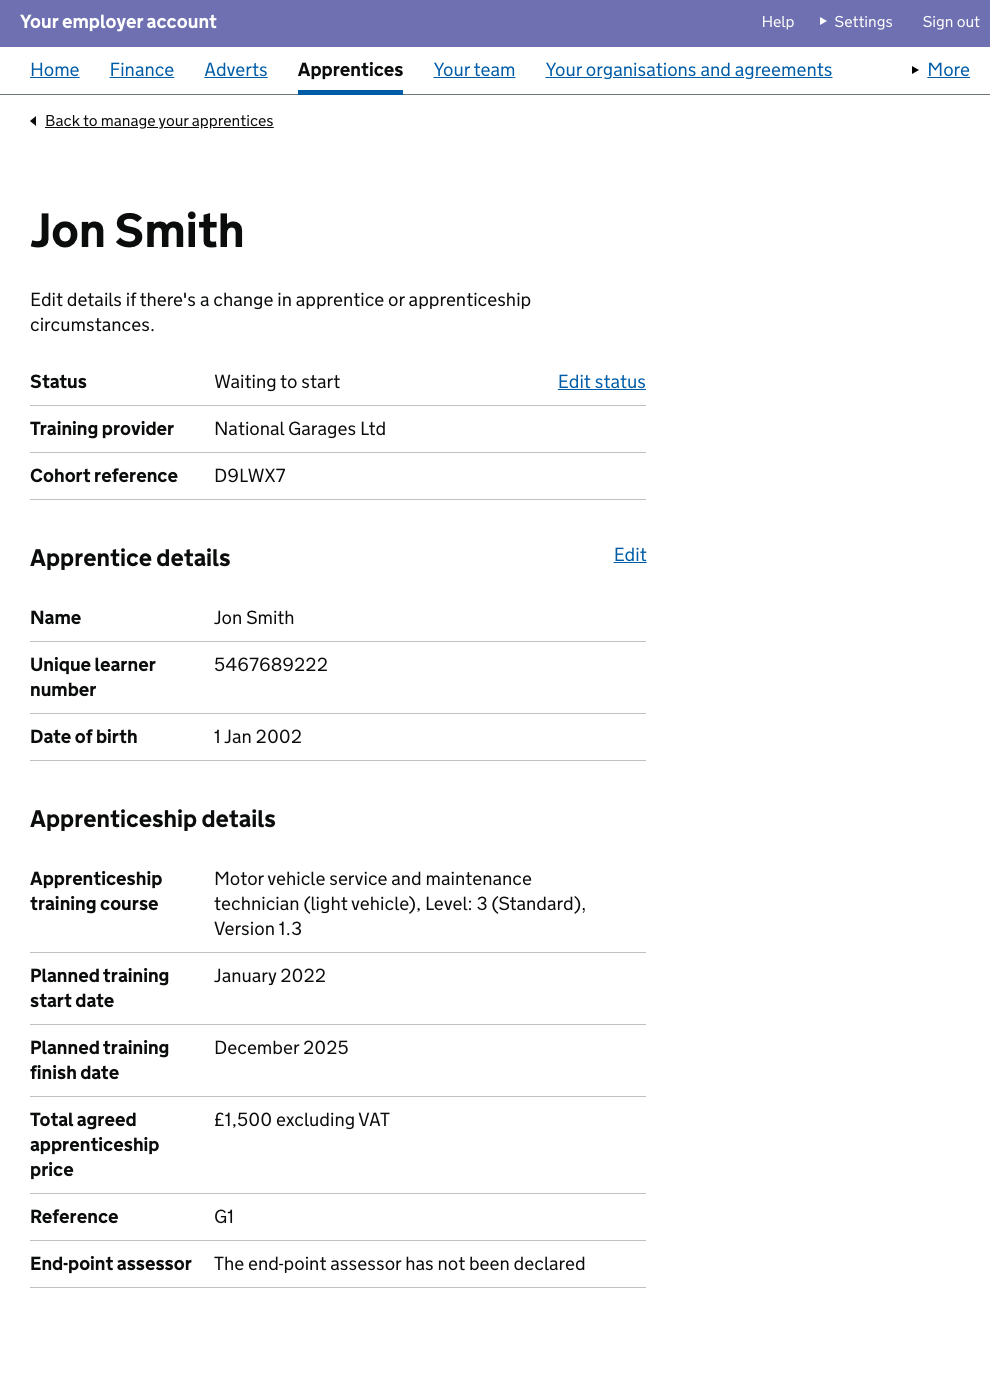 Your employer account
Help Settings Sign out
Home Finance Adverts Apprentices Your team Your organisations and agreements More
Back to manage your apprentices
Jon Smith
Edit details if there's a change in apprentice or apprenticeship
circumstances.
Status Waiting to start Edit status
Training provider National Garages Ltd
Cohort reference D9LWX7
Apprentice details Edit
Name Jon Smith
Unique learner 5467689222
number
Date of birth 1 Jan 2002
Apprenticeship details
Apprenticeship Motor vehicle service and maintenance
training course technician (light vehicle), Level: 3 (Standard),
Version 1.3
Planned training January 2022
start date
Planned training December 2025
finish date
Total agreed £1,500 excluding VAT
apprenticeship
price
Reference G1
End-point assessor The end-point assessor has not been declared